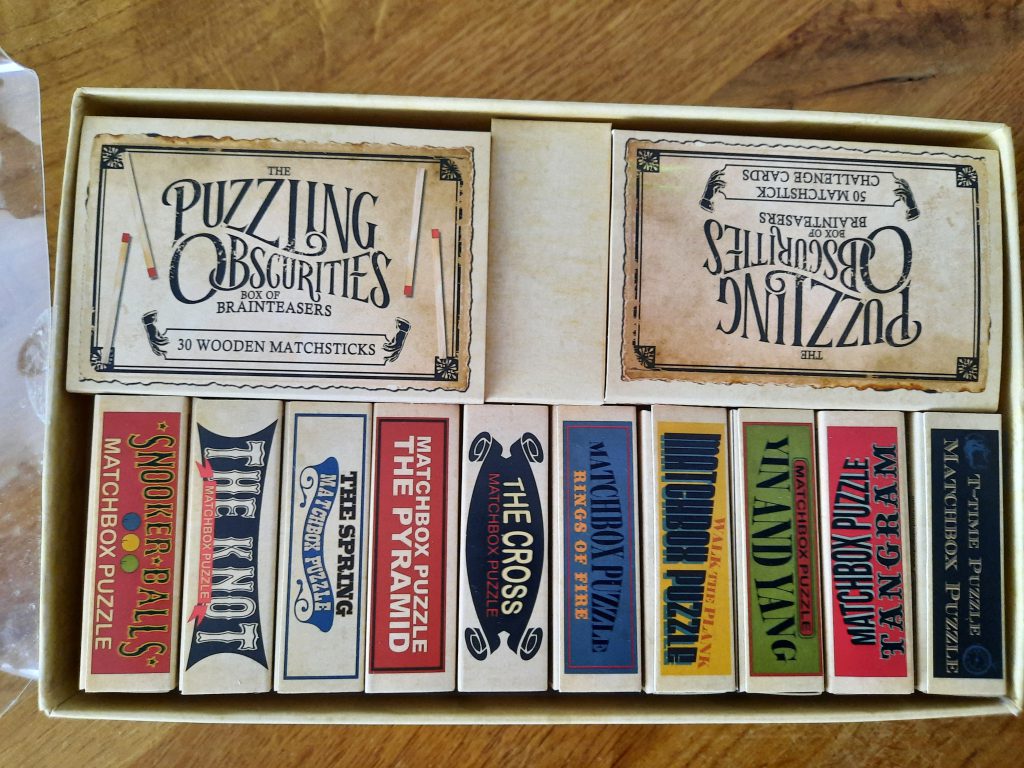 THE
PUZZLING
OBSCURITIES
BOX OF
BRAINTEASERS
30 WOODEN MATCHSTICKS
THE
PUZZLING
OBSCURITIES
BOX OF
BRAINTEASERS
50 MATCHSTICK
CHALLENGE CARDS
SNOOKER BALLS
MATCHBOX PUZZLE
THE KNOT
MATCHBOX PUZZLE
THE SPRING
MATCHBOX PUZZLE
MATCHBOX PUZZLE
THE PYRAMID
THE CROSS
MATCHBOX PUZZLE
MATCHBOX PUZZLE
RINGS OF FIRE
WALK THE PLANK
MATCHBOX PUZZLE
MATCHBOX PUZZLE
YIN AND YANG
MATCHBOX PUZZLE
TANGRAM
T-TIME PUZZLE
MATCHBOX PUZZLE